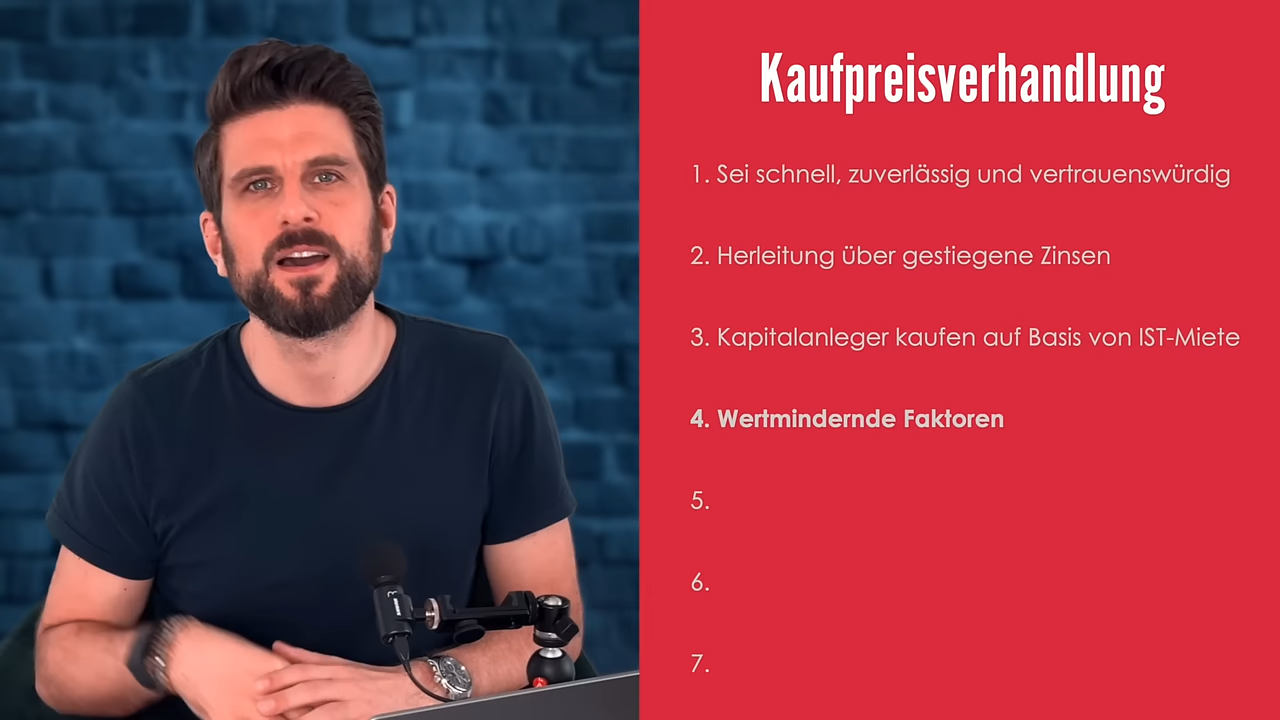 Kaufpreisverhandlung
1. Sei schnell, zuverlässig und vertrauenswürdig
2. Herleitung über gestiegene Zinsen
3. Kapitalanleger kaufen auf Basis von IST-Miete
4. Wertmindernde Faktoren
5.
6.
7.